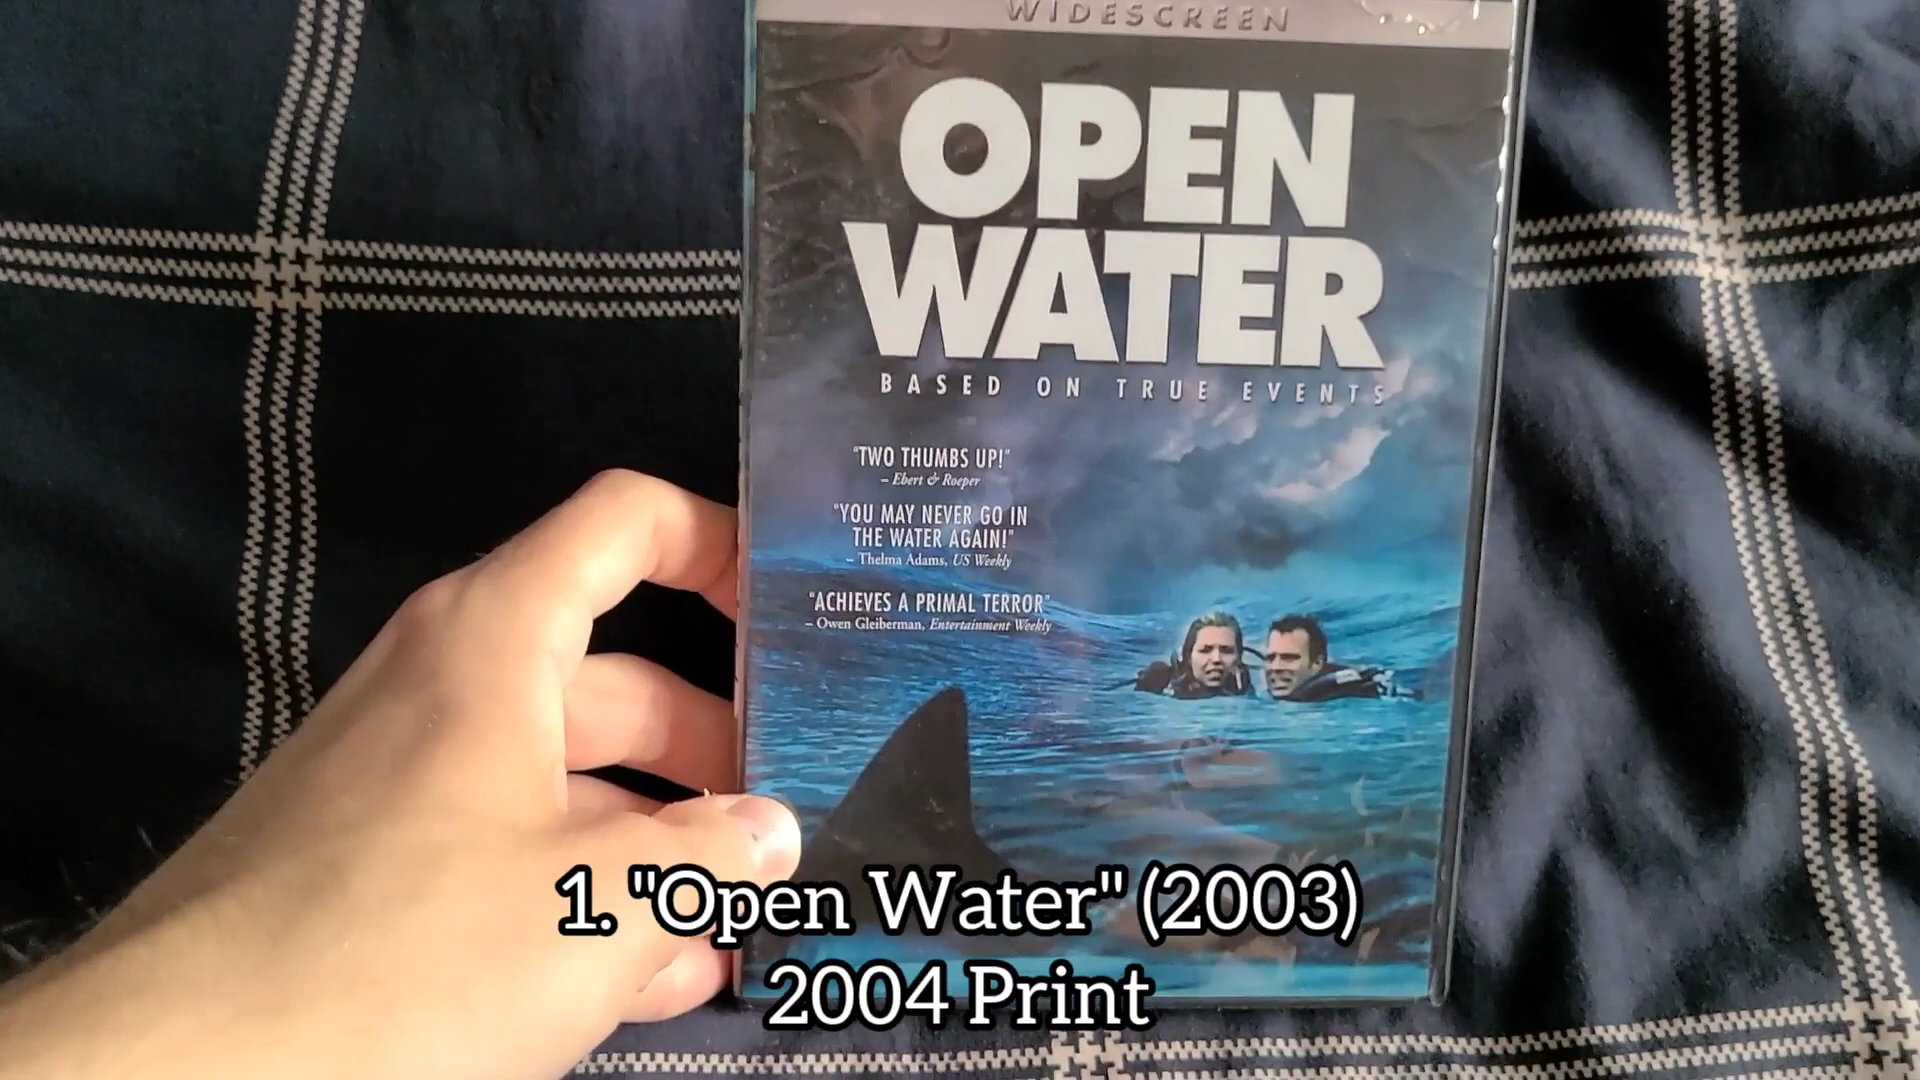 WIDESCREEN
OPEN
WATER
BASED ON TRUE EVENTS
"TWO THUMBS UP!"
– Ebert & Roeper
"YOU MAY NEVER GO IN
THE WATER AGAIN!"
– Thelma Adams, US Weekly
"ACHIEVES A PRIMAL TERROR"
– Owen Gleiberman, Entertainment Weekly
1. "Open Water" (2003)
2004 Print